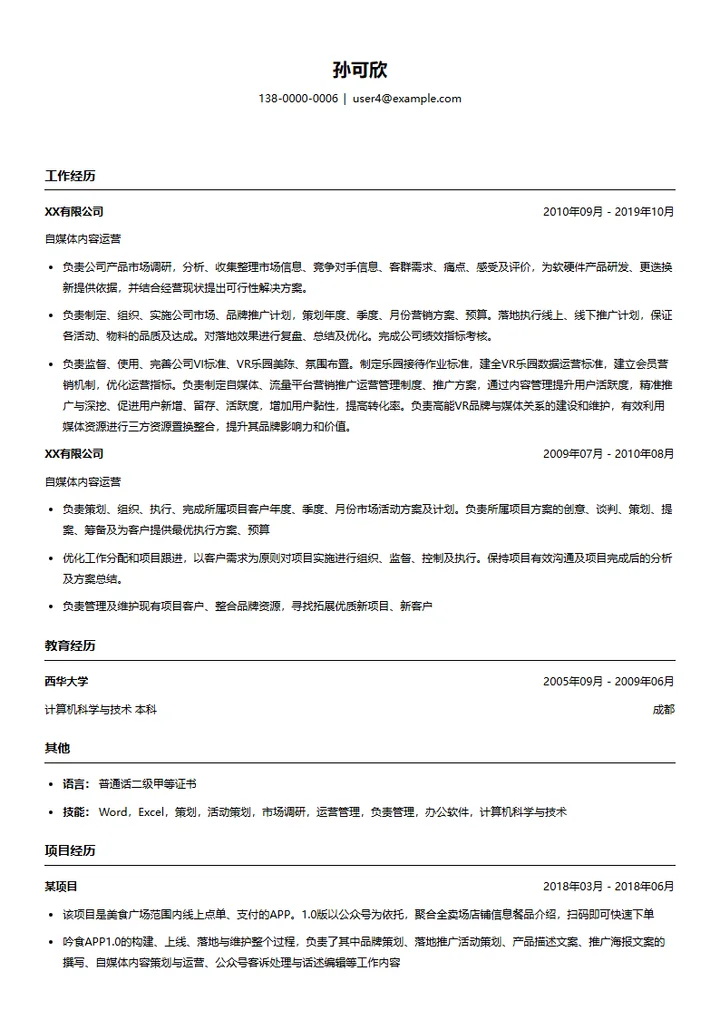 孙可欣
138-0000-0006 | user4@example.com
工作经历
XX有限公司 2010年09月 - 2019年10月
自媒体内容运营
• 负责公司产品市场调研，分析、收集整理市场信息、竞争对手信息、客群需求、痛点、感受及评价，为软硬件产品研发、更迭换
新提供依据，并结合经营现状提出可行性解决方案。
• 负责制定、组织、实施公司市场、品牌推广计划，策划年度、季度、月份营销方案、预算。落地执行线上、线下推广计划，保证
各活动、物料的品质及达成。对落地效果进行复盘、总结及优化。完成公司绩效指标考核。
• 负责监督、使用、完善公司VI标准、VR乐园美陈、氛围布置。制定乐园接待作业标准，建全VR乐园数据运营标准，建立会员营
销机制，优化运营指标。负责制定自媒体、流量平台营销推广运营管理制度、推广方案，通过内容管理提升用户活跃度，精准推
广与深挖、促进用户新增、留存、活跃度，增加用户黏性，提高转化率。负责高能VR品牌与媒体关系的建设和维护，有效利用
媒体资源进行三方资源置换整合，提升其品牌影响力和价值。
XX有限公司 2009年07月 - 2010年08月
自媒体内容运营
• 负责策划、组织、执行、完成所属项目客户年度、季度、月份市场活动方案及计划。负责所属项目方案的创意、谈判、策划、提
案、筹备及为客户提供最优执行方案、预算
• 优化工作分配和项目跟进，以客户需求为原则对项目实施进行组织、监督、控制及执行。保持项目有效沟通及项目完成后的分析
及方案总结。
• 负责管理及维护现有项目客户、整合品牌资源，寻找拓展优质新项目、新客户
教育经历
西华大学 2005年09月 - 2009年06月
计算机科学与技术 本科 成都
其他
• 语言： 普通话二级甲等证书
• 技能： Word，Excel，策划，活动策划，市场调研，运营管理，负责管理，办公软件，计算机科学与技术
项目经历
某项目 2018年03月 - 2018年06月
• 该项目是美食广场范围内线上点单、支付的APP。1.0版以公众号为依托，聚合全卖场店铺信息餐品介绍，扫码即可快速下单
• 吟食APP1.0的构建、上线、落地与维护整个过程，负责了其中品牌策划、落地推广活动策划、产品描述文案、推广海报文案的
撰写、自媒体内容策划与运营、公众号客诉处理与话述编辑等工作内容